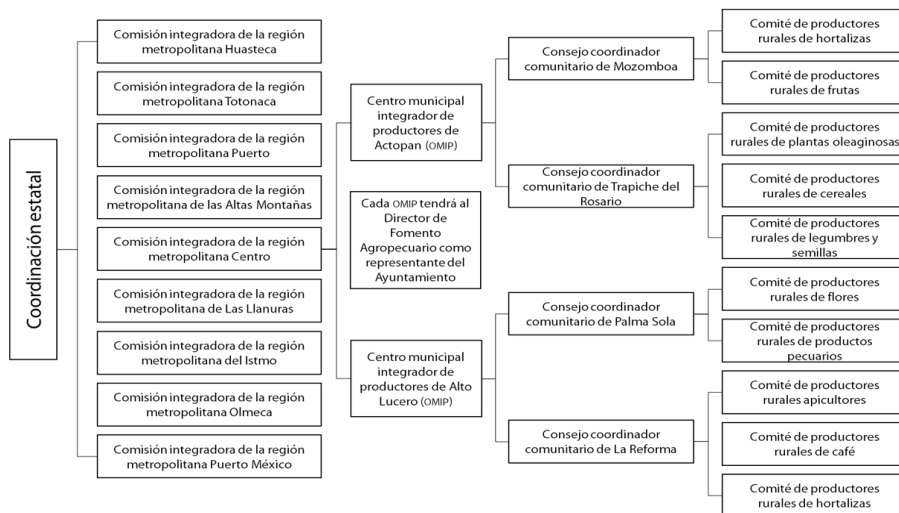 Coordinación estatal
Comisión integradora de la región
metropolitana Huasteca
Comisión integradora de la región
metropolitana Totonaca
Comisión integradora de la región
metropolitana Puerto
Comisión integradora de la región
metropolitana de las Altas Montañas
Comisión integradora de la región
metropolitana Centro
Comisión integradora de la región
metropolitana de Las Llanuras
Comisión integradora de la región
metropolitana del Istmo
Comisión integradora de la región
metropolitana Olmeca
Comisión integradora de la región
metropolitana Puerto México
Centro municipal
integrador de
productores de
Actopan (OMIP)
Cada OMIP tendrá al
Director de
Fomento
Agropecuario como
representante del
Ayuntamiento
Centro municipal
integrador de
productores de Alto
Lucero (OMIP)
Consejo coordinador
comunitario de Mozomboa
Consejo coordinador
comunitario de Trapiche del
Rosario
Consejo coordinador
comunitario de Palma Sola
Consejo coordinador
comunitario de La Reforma
Comité de productores
rurales de hortalizas
Comité de productores
rurales de frutas
Comité de productores
rurales de plantas oleaginosas
Comité de productores
rurales de cereales
Comité de productores
rurales de legumbres y
semillas
Comité de productores
rurales de flores
Comité de productores
rurales de productos
pecuarios
Comité de productores
rurales apicultores
Comité de productores
rurales de café
Comité de productores
rurales de hortalizas